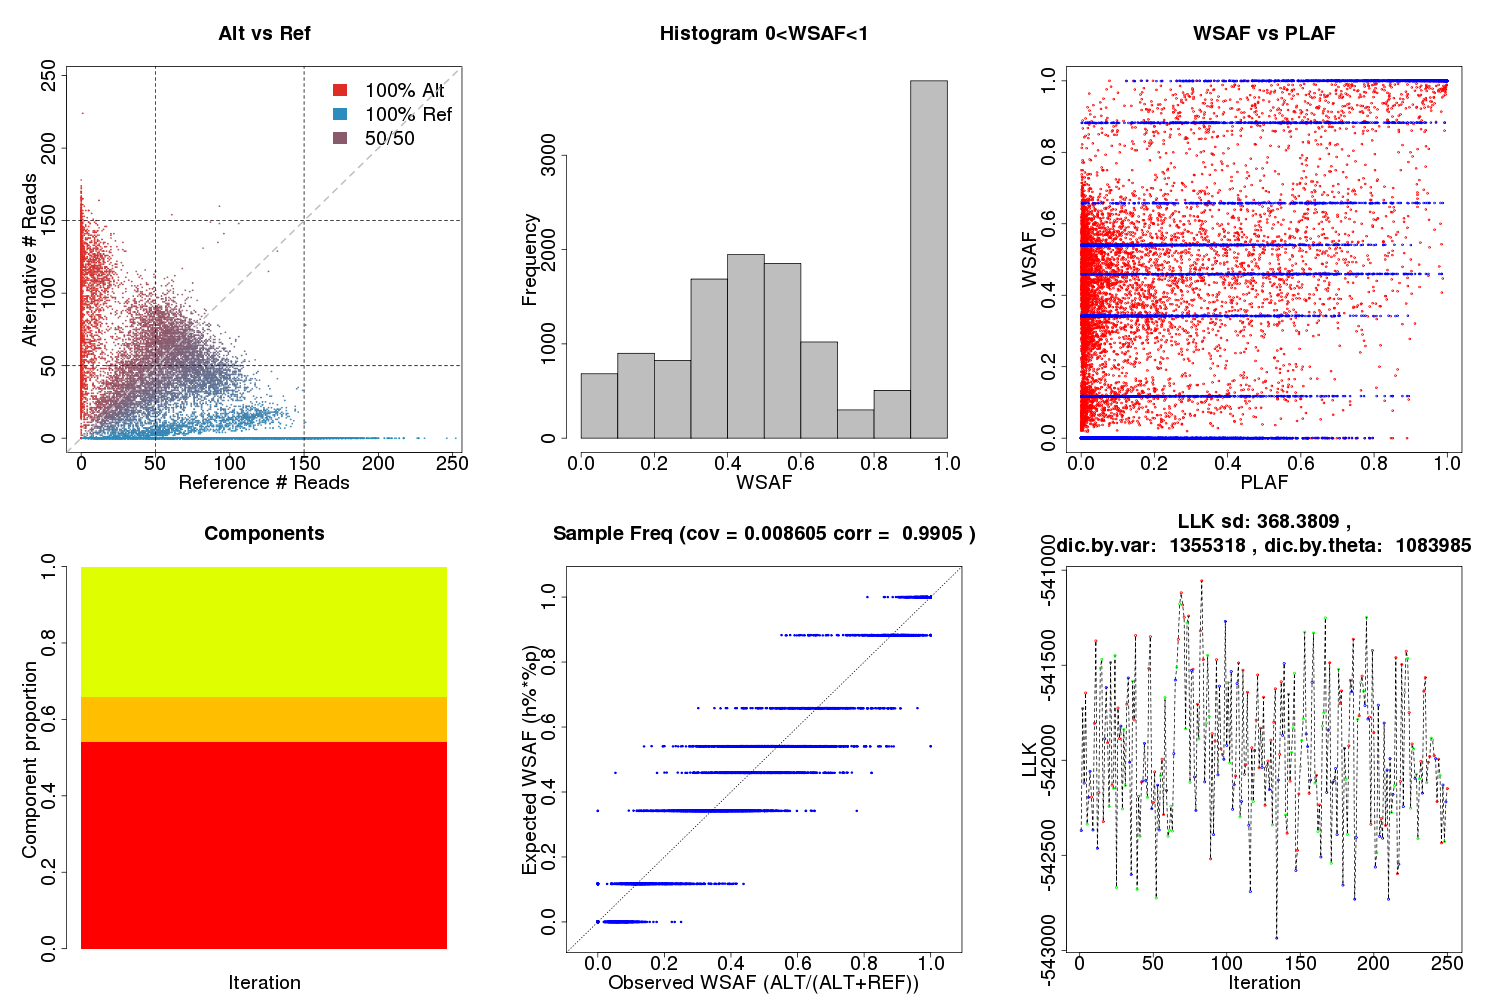 Alt vs Ref
Alternative # Reads
250
200
150
100
50
0
100% Alt
100% Ref
50/50
0 50 100 150 200 250
Reference # Reads
Histogram 0<WSAF<1
Frequency
3000
2000
1000
0
0.0 0.2 0.4 0.6 0.8 1.0
WSAF
WSAF vs PLAF
WSAF
1.0
0.8
0.6
0.4
0.2
0.0
0.0 0.2 0.4 0.6 0.8 1.0
PLAF
Components
Component proportion
1.0
0.8
0.6
0.4
0.2
0.0
Iteration
Sample Freq (cov = 0.008605 corr = 0.9905 )
Expected WSAF (h%*%p)
1.0
0.8
0.6
0.4
0.2
0.0
0.0 0.2 0.4 0.6 0.8 1.0
Observed WSAF (ALT/(ALT+REF))
LLK sd: 368.3809 ,
dic.by.var: 1355318 , dic.by.theta: 1083985
LLK
-541000
-541500
-542000
-542500
-543000
0 50 100 150 200 250
Iteration